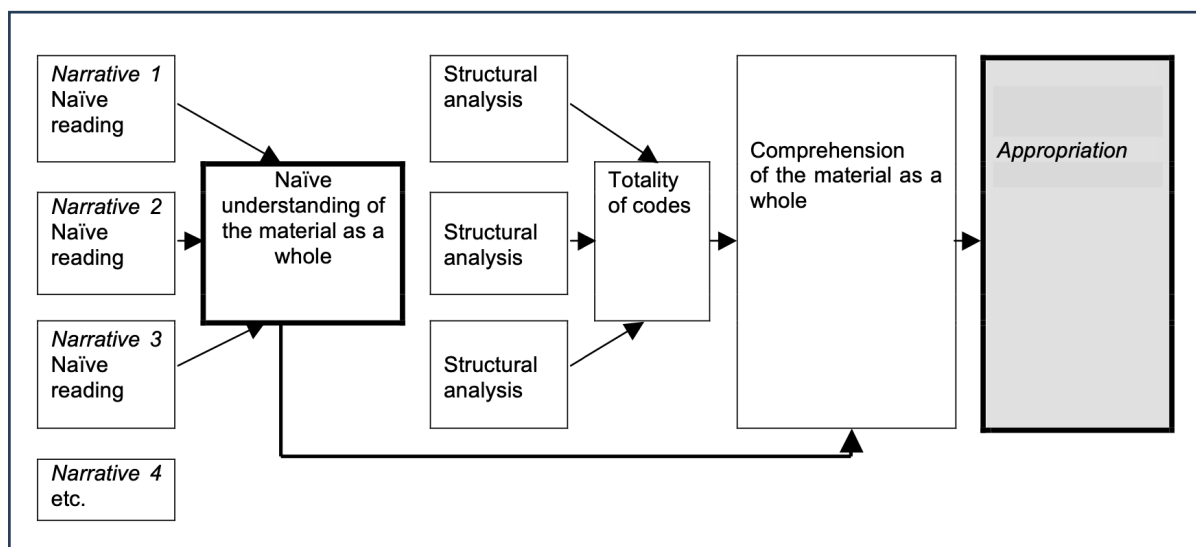 Narrative 1
Naïve
reading
Narrative 2
Naïve
reading
Narrative 3
Naïve
reading
Narrative 4
etc.
Naïve
understanding of
the material as a
whole
Structural
analysis
Structural
analysis
Structural
analysis
Totality
of codes
Comprehension
of the material as a
whole
Appropriation